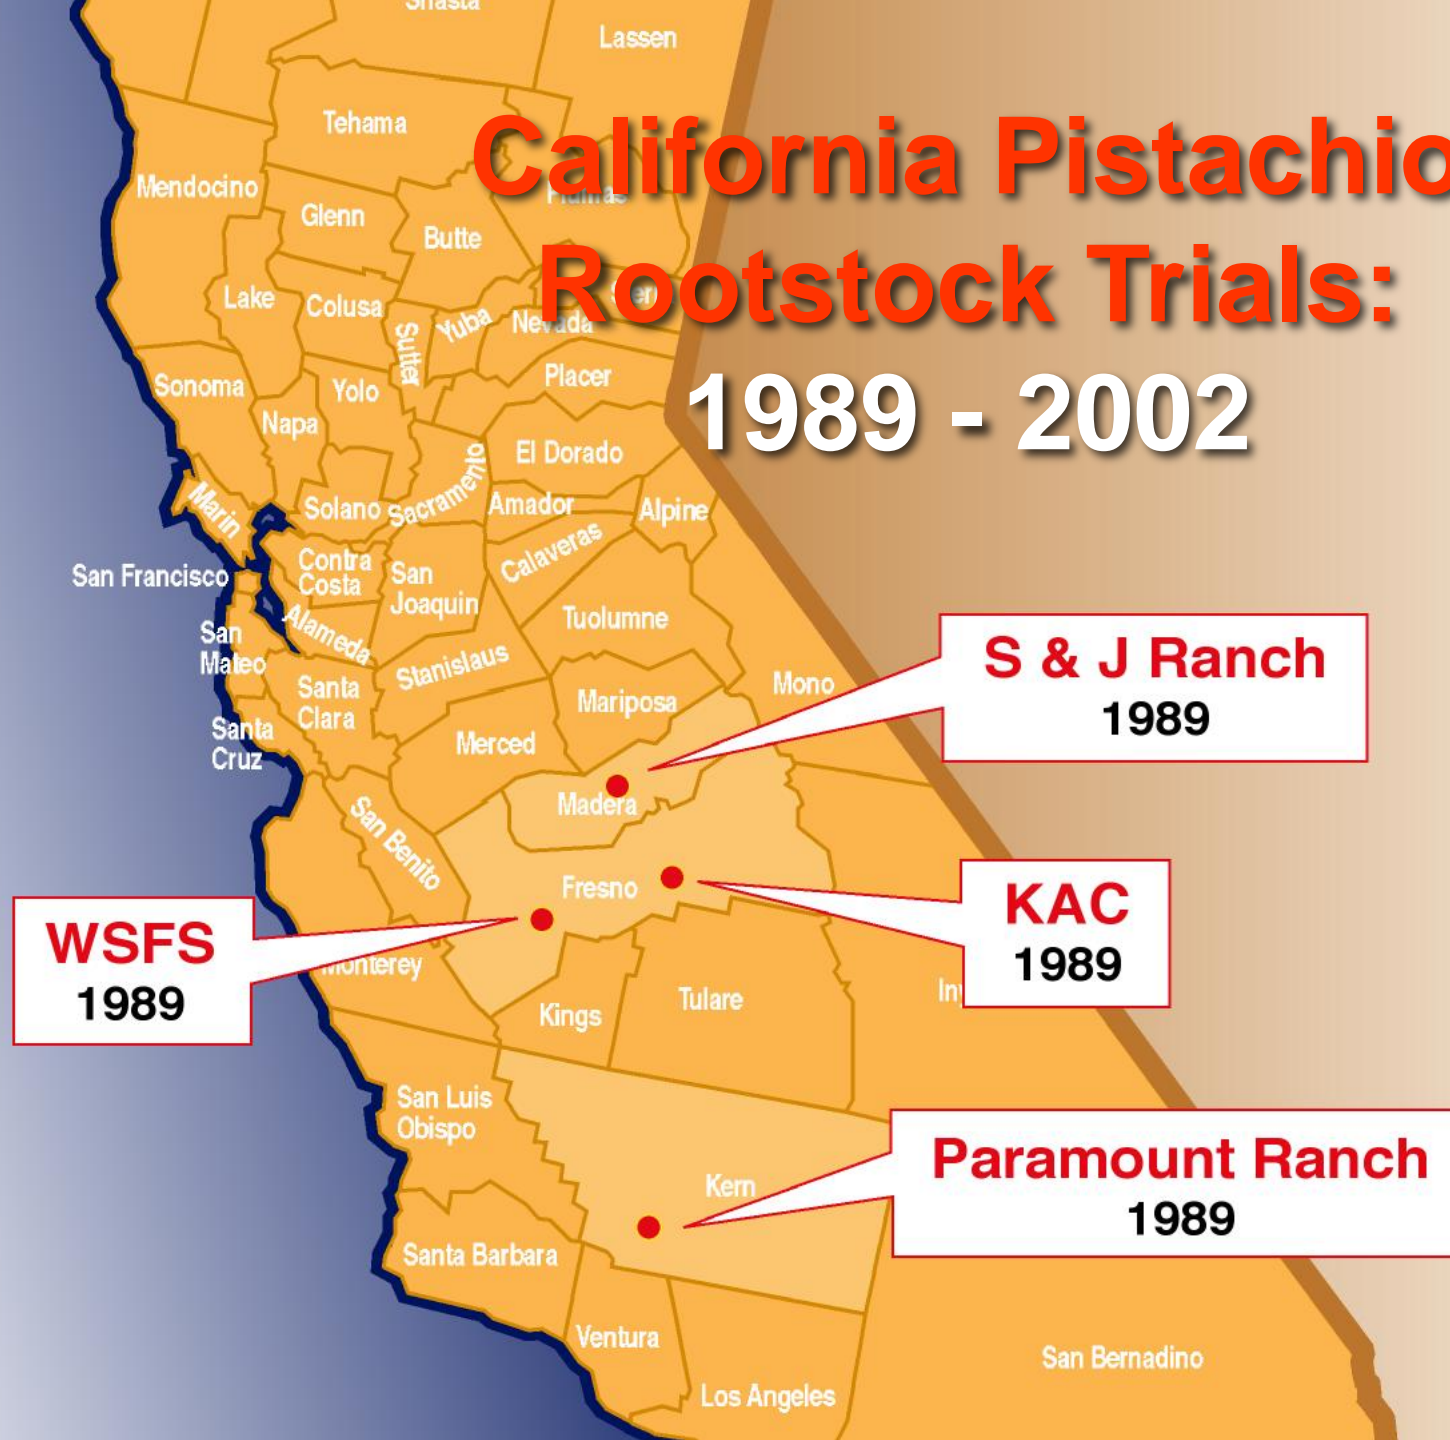 Shasta
Lassen
California Pistachio
Rootstock Trials:
1989 - 2002
Tehama
Mendocino
Plumas
Glenn
Butte
Lake
Colusa
Sutter
Yuba
Nevada
Sonoma
Yolo
Placer
Napa
El Dorado
Marin
Solano
Sacramento
Amador
Alpine
San Francisco
Contra
Costa
San
Joaquin
Calaveras
Alameda
Tuolumne
San
Mateo
Stanislaus
Santa
Clara
Mariposa
Mono
Santa
Cruz
Merced
S & J Ranch
1989
Madera
San Benito
Fresno
KAC
1989
WSFS
1989
Monterey
Kings
Tulare
San Luis
Obispo
Kern
Paramount Ranch
1989
Santa Barbara
Ventura
Los Angeles
San Bernadino